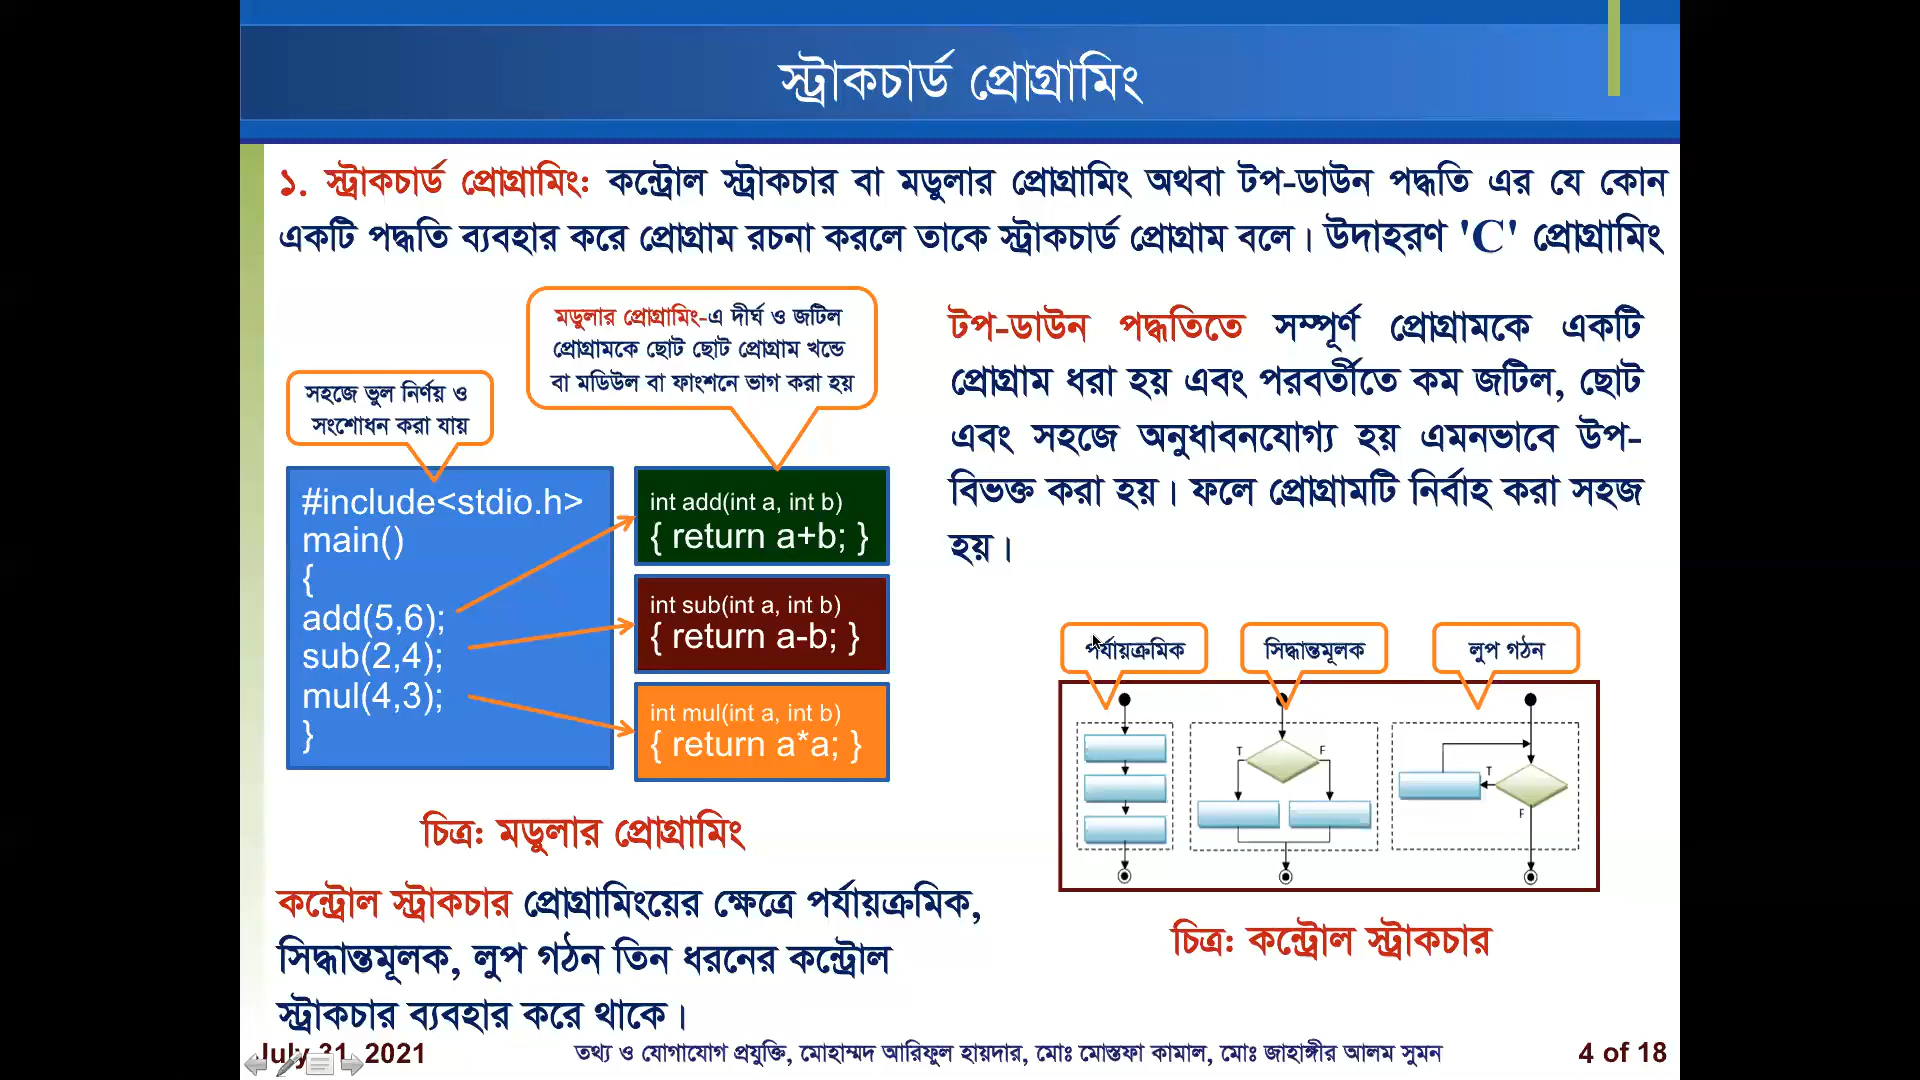 স্ট্রাকচার্ড প্রোগ্রামিং
১. স্ট্রাকচার্ড প্রোগ্রামিং: কন্ট্রোল স্ট্রাকচার বা মডুলার প্রোগ্রামিং অথবা টপ-ডাউন পদ্ধতি এর যে কোন
একটি পদ্ধতি ব্যবহার করে প্রোগ্রাম রচনা করলে তাকে স্ট্রাকচার্ড প্রোগ্রাম বলে। উদাহরণ 'C' প্রোগ্রামিং
মডুলার প্রোগ্রামিং-এ দীর্ঘ ও জটিল
প্রোগ্রামকে ছোট ছোট প্রোগ্রাম খন্ডে
বা মডিউল বা ফাংশনে ভাগ করা হয়
সহজে ভুল নির্ণয় ও
সংশোধন করা যায়
#include<stdio.h>
main()
{
add(5,6);
sub(2,4);
mul(4,3);
}
int add(int a, int b)
{ return a+b; }
int sub(int a, int b)
{ return a-b; }
int mul(int a, int b)
{ return a*a; }
চিত্র: মডুলার প্রোগ্রামিং
টপ-ডাউন পদ্ধতিতে সম্পূর্ণ প্রোগ্রামকে একটি
প্রোগ্রাম ধরা হয় এবং পরবর্তীতে কম জটিল, ছোট
এবং সহজে অনুধাবনযোগ্য হয় এমনভাবে উপ-
বিভক্ত করা হয়। ফলে প্রোগ্রামটি নির্বাহ করা সহজ
হয়।
পর্যায়ক্রমিক
সিদ্ধান্তমূলক
লুপ গঠন
T
F
T
F
চিত্র: কন্ট্রোল স্ট্রাকচার
কন্ট্রোল স্ট্রাকচার প্রোগ্রামিংয়ের ক্ষেত্রে পর্যায়ক্রমিক,
সিদ্ধান্তমূলক, লুপ গঠন তিন ধরনের কন্ট্রোল
স্ট্রাকচার ব্যবহার করে থাকে।
July 31, 2021
তথ্য ও যোগাযোগ প্রযুক্তি, মোহাম্মদ আরিফুল হায়দার, মোঃ মোস্তফা কামাল, মোঃ জাহাঙ্গীর আলম সুমন
4 of 18